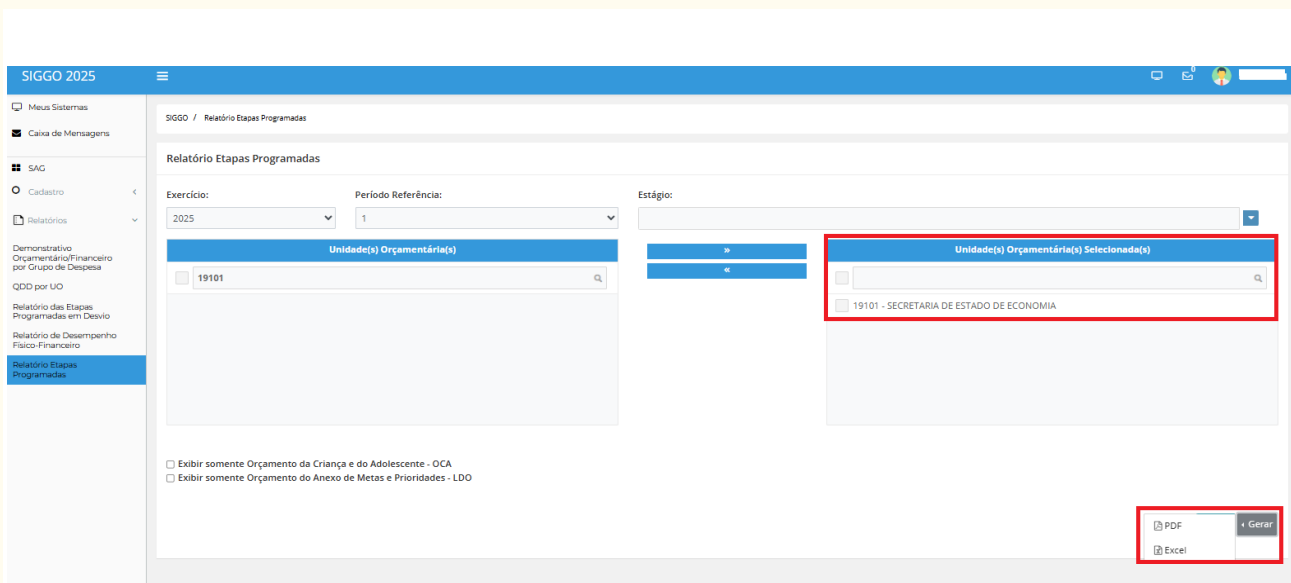 SIGGO 2025
0
Meus Sistemas
Caixa de Mensagens
SAG
Cadastro
Relatórios
Demonstrativo
Orçamentário/Financeiro
por Grupo de Despesa
QDD por UO
Relatório das Etapas
Programadas em Desvio
Relatório de Desempenho
Físico-Financeiro
Relatório Etapas
Programadas
SIGGO / Relatório Etapas Programadas
Relatório Etapas Programadas
Exercício: Período Referência: Estágio:
2025 1
Unidade(s) Orçamentária(s)
19101
»
«
Unidade(s) Orçamentária(s) Selecionada(s)
19101 - SECRETARIA DE ESTADO DE ECONOMIA
Exibir somente Orçamento da Criança e do Adolescente - OCA
Exibir somente Orçamento do Anexo de Metas e Prioridades - LDO
PDF
Gerar
Excel